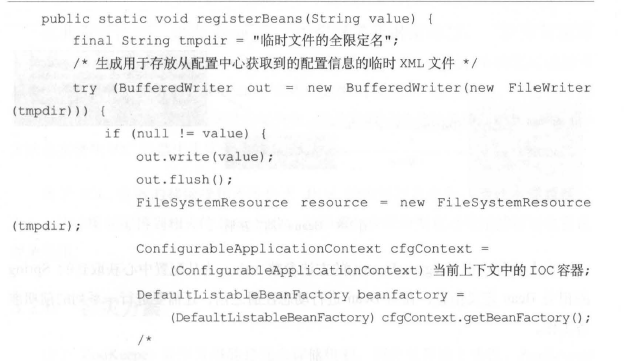 public static void registerBeans(String value) {
final String tmpdir = "临时文件的全限定名";
/* 生成用于存放从配置中心获取到的配置信息的临时 XML 文件 */
try (BufferedWriter out = new BufferedWriter(new FileWriter
(tmpdir))) {
if (null != value) {
out.write(value);
out.flush();
FileSystemResource resource = new FileSystemResource
(tmpdir);
ConfigurableApplicationContext cfgContext =
(ConfigurableApplicationContext) 当前上下文中的 IOC 容器;
DefaultListableBeanFactory beanfactory =
(DefaultListableBeanFactory) cfgContext.getBeanFactory();
/*